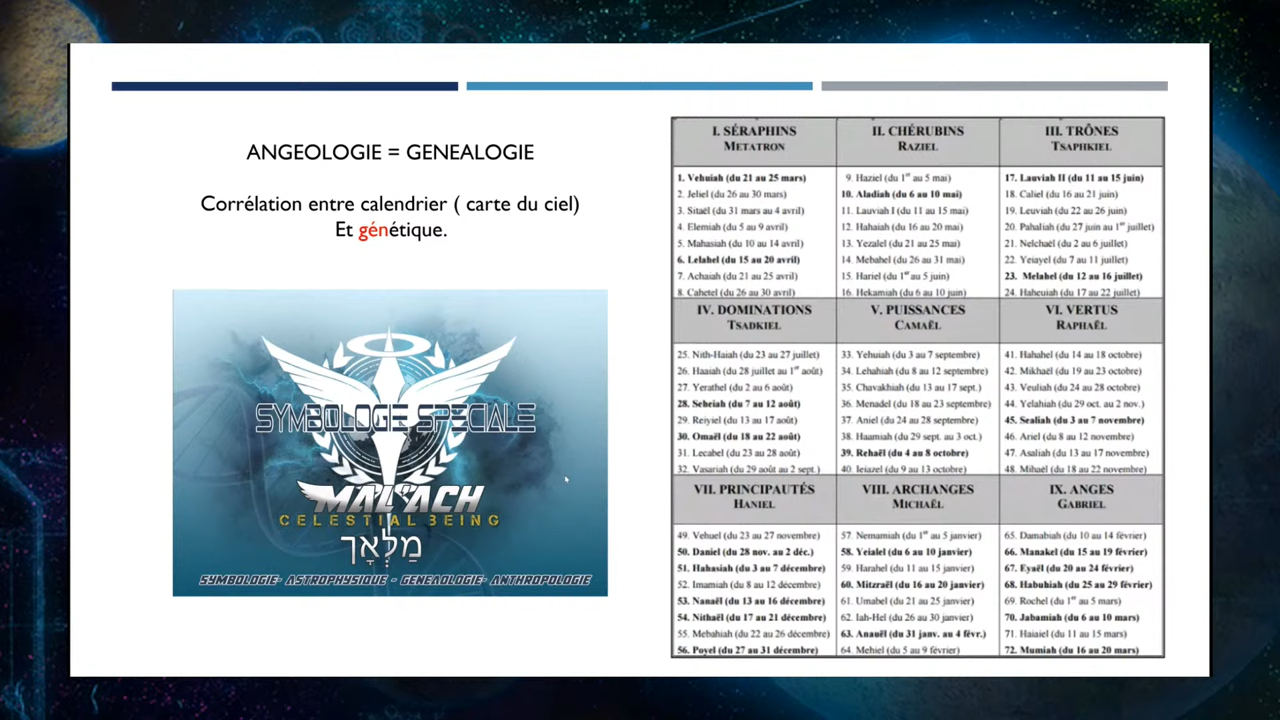 ANGEOLOGIE = GENEALOGIE
Corrélation entre calendrier ( carte du ciel)
Et génétique.
SYMBOLOGE SPECIALE
MAL'ACH
CELESTIAL BEING
מַלְאָך
SYMBOLOGIE- ASTROPHYSIQUE - GENEALOGIE- ANTHROPOLOGIE
I. SÉRAPHINS
METATRON
1. Vehuiah (du 21 au 25 mars)
2. Jeliel (du 26 au 30 mars)
3. Sitaël (du 31 mars au 4 avril)
4. Elemiah (du 5 au 9 avril)
5. Mahasiah (du 10 au 14 avril)
6. Lelahel (du 15 au 20 avril)
7. Achaiah (du 21 au 25 avril)
8. Cahetel (du 26 au 30 avril)
II. CHÉRUBINS
RAZIEL
9. Haziel (du 1er au 5 mai)
10. Aladiah (du 6 au 10 mai)
11. Lauviah I (du 11 au 15 mai)
12. Hahaiah (du 16 au 20 mai)
13. Yezalel (du 21 au 25 mai)
14. Mebahel (du 26 au 31 mai)
15. Hariel (du 1er au 5 juin)
16. Hekamiah (du 6 au 10 juin)
III. TRÔNES
TSAPHKIEL
17. Lauviah II (du 11 au 15 juin)
18. Caliel (du 16 au 21 juin)
19. Leuviah (du 22 au 26 juin)
20. Pahaliah (du 27 juin au 1er juillet)
21. Nelchaël (du 2 au 6 juillet)
22. Yeiayel (du 7 au 11 juillet)
23. Melahel (du 12 au 16 juillet)
24. Haheuiah (du 17 au 22 juillet)
IV. DOMINATIONS
TSADKIEL
25. Nith-Haiah (du 23 au 27 juillet)
26. Haaiah (du 28 juillet au 1er août)
27. Yerathel (du 2 au 6 août)
28. Seheiah (du 7 au 12 août)
29. Reiyiel (du 13 au 17 août)
30. Omaël (du 18 au 22 août)
31. Lecabel (du 23 au 28 août)
32. Vasariah (du 29 août au 2 sept.)
V. PUISSANCES
CAMAËL
33. Yehuiah (du 3 au 7 septembre)
34. Lehahiah (du 8 au 12 septembre)
35. Chavakhiah (du 13 au 17 sept.)
36. Menadel (du 18 au 23 septembre)
37. Aniel (du 24 au 28 septembre)
38. Haamiah (du 29 sept. au 3 oct.)
39. Rehaël (du 4 au 8 octobre)
40. Ieiazel (du 9 au 13 octobre)
VI. VERTUS
RAPHAËL
41. Hahahel (du 14 au 18 octobre)
42. Mikhaël (du 19 au 23 octobre)
43. Veuliah (du 24 au 28 octobre)
44. Yelahiah (du 29 oct. au 2 nov.)
45. Sealiah (du 3 au 7 novembre)
46. Ariel (du 8 au 12 novembre)
47. Asaliah (du 13 au 17 novembre)
48. Mihaël (du 18 au 22 novembre)
VII. PRINCIPAUTÉS
HANIEL
49. Vehuel (du 23 au 27 novembre)
50. Daniel (du 28 nov. au 2 déc.)
51. Hahasiah (du 3 au 7 décembre)
52. Imamiah (du 8 au 12 décembre)
53. Nanaël (du 13 au 16 décembre)
54. Nithaël (du 17 au 21 décembre)
55. Mebahiah (du 22 au 26 décembre)
56. Poyel (du 27 au 31 décembre)
VIII. ARCHANGES
MICHAËL
57. Nemamiah (du 1er au 5 janvier)
58. Yeialel (du 6 au 10 janvier)
59. Harahel (du 11 au 15 janvier)
60. Mitzraël (du 16 au 20 janvier)
61. Umabel (du 21 au 25 janvier)
62. Iah-Hel (du 26 au 30 janvier)
63. Anauël (du 31 janv. au 4 févr.)
64. Mehiel (du 5 au 9 février)
IX. ANGES
GABRIEL
65. Damabiah (du 10 au 14 février)
66. Manakel (du 15 au 19 février)
67. Eyaël (du 20 au 24 février)
68. Habuhiah (du 25 au 29 février)
69. Rochel (du 1er au 5 mars)
70. Jabamiah (du 6 au 10 mars)
71. Haiaiel (du 11 au 15 mars)
72. Mumiah (du 16 au 20 mars)